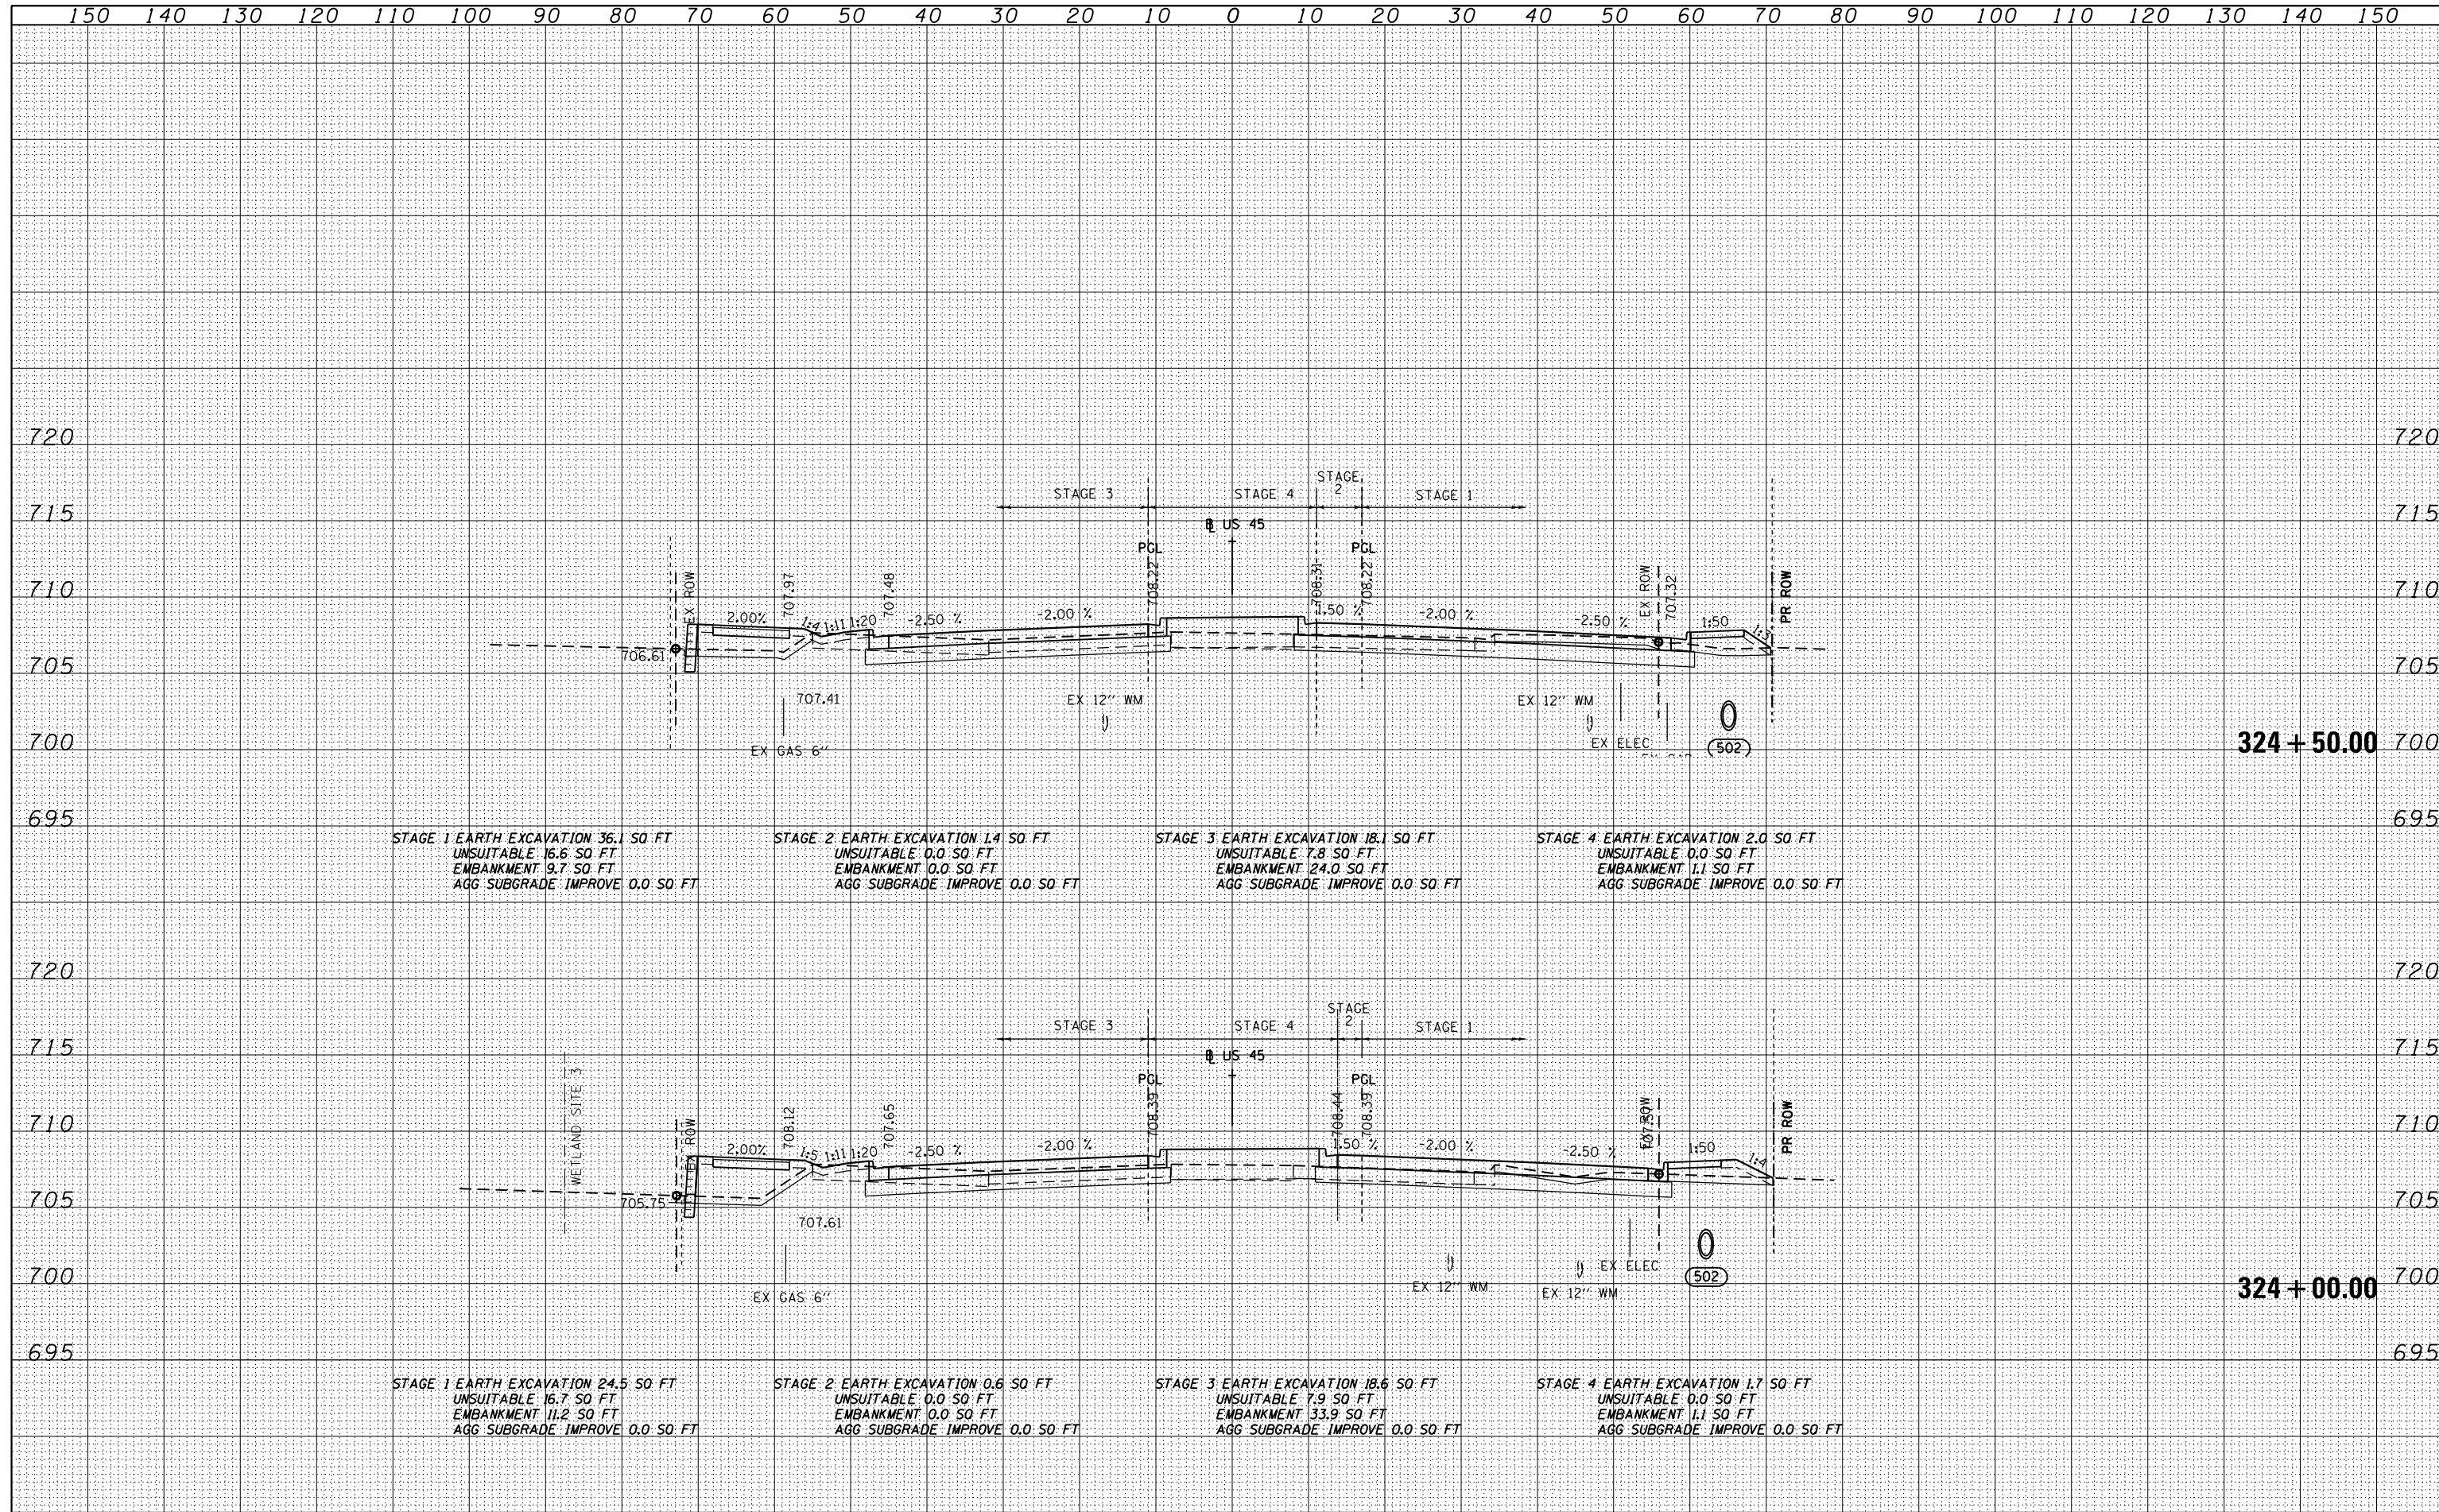 150 140 130 120 110 100 90 80 70 60 50 40 30 20 10 0 10 20 30 40 50 60 70 80 90 100 110 120 130 140 150
720 720
STAGE 3 STAGE 4 STAGE 2 STAGE 1
715 715
℄ US 45
PGL PGL
710 710
EX ROW 707.97 707.48 708.22 708.31 708.22 EX ROW 707.32 PR ROW
2.00% 1:4 1:11 1:20 -2.50 % -2.00 % 1.50 % -2.00 % -2.50 % 1:50
706.61
705 705
707.41 EX 12'' WM EX 12'' WM
EX GAS 6'' EX ELEC 502
700 324+50.00 700
695 695
STAGE 1 EARTH EXCAVATION 36.1 SQ FT
UNSUITABLE 16.6 SQ FT
EMBANKMENT 9.7 SQ FT
AGG SUBGRADE IMPROVE 0.0 SQ FT
STAGE 2 EARTH EXCAVATION 1.4 SQ FT
UNSUITABLE 0.0 SQ FT
EMBANKMENT 0.0 SQ FT
AGG SUBGRADE IMPROVE 0.0 SQ FT
STAGE 3 EARTH EXCAVATION 18.1 SQ FT
UNSUITABLE 7.8 SQ FT
EMBANKMENT 24.0 SQ FT
AGG SUBGRADE IMPROVE 0.0 SQ FT
STAGE 4 EARTH EXCAVATION 2.0 SQ FT
UNSUITABLE 0.0 SQ FT
EMBANKMENT 1.1 SQ FT
AGG SUBGRADE IMPROVE 0.0 SQ FT
720 720
STAGE 3 STAGE 4 STAGE 2 STAGE 1
715 715
℄ US 45
WETLAND SITE 3
PGL PGL
710 710
EX ROW 708.12 707.65 708.39 708.44 708.39 EX ROW PR ROW
2.00% 1:5 1:11 1:20 -2.50 % -2.00 % 1.50 % -2.00 % -2.50 % 1:50 1:4
705.75
705 705
707.61
EX ELEC
EX GAS 6'' EX 12'' WM EX 12'' WM 502
700 324+00.00 700
695 695
STAGE 1 EARTH EXCAVATION 24.5 SQ FT
UNSUITABLE 16.7 SQ FT
EMBANKMENT 11.2 SQ FT
AGG SUBGRADE IMPROVE 0.0 SQ FT
STAGE 2 EARTH EXCAVATION 0.6 SQ FT
UNSUITABLE 0.0 SQ FT
EMBANKMENT 0.0 SQ FT
AGG SUBGRADE IMPROVE 0.0 SQ FT
STAGE 3 EARTH EXCAVATION 18.6 SQ FT
UNSUITABLE 7.9 SQ FT
EMBANKMENT 33.9 SQ FT
AGG SUBGRADE IMPROVE 0.0 SQ FT
STAGE 4 EARTH EXCAVATION 1.7 SQ FT
UNSUITABLE 0.0 SQ FT
EMBANKMENT 1.1 SQ FT
AGG SUBGRADE IMPROVE 0.0 SQ FT